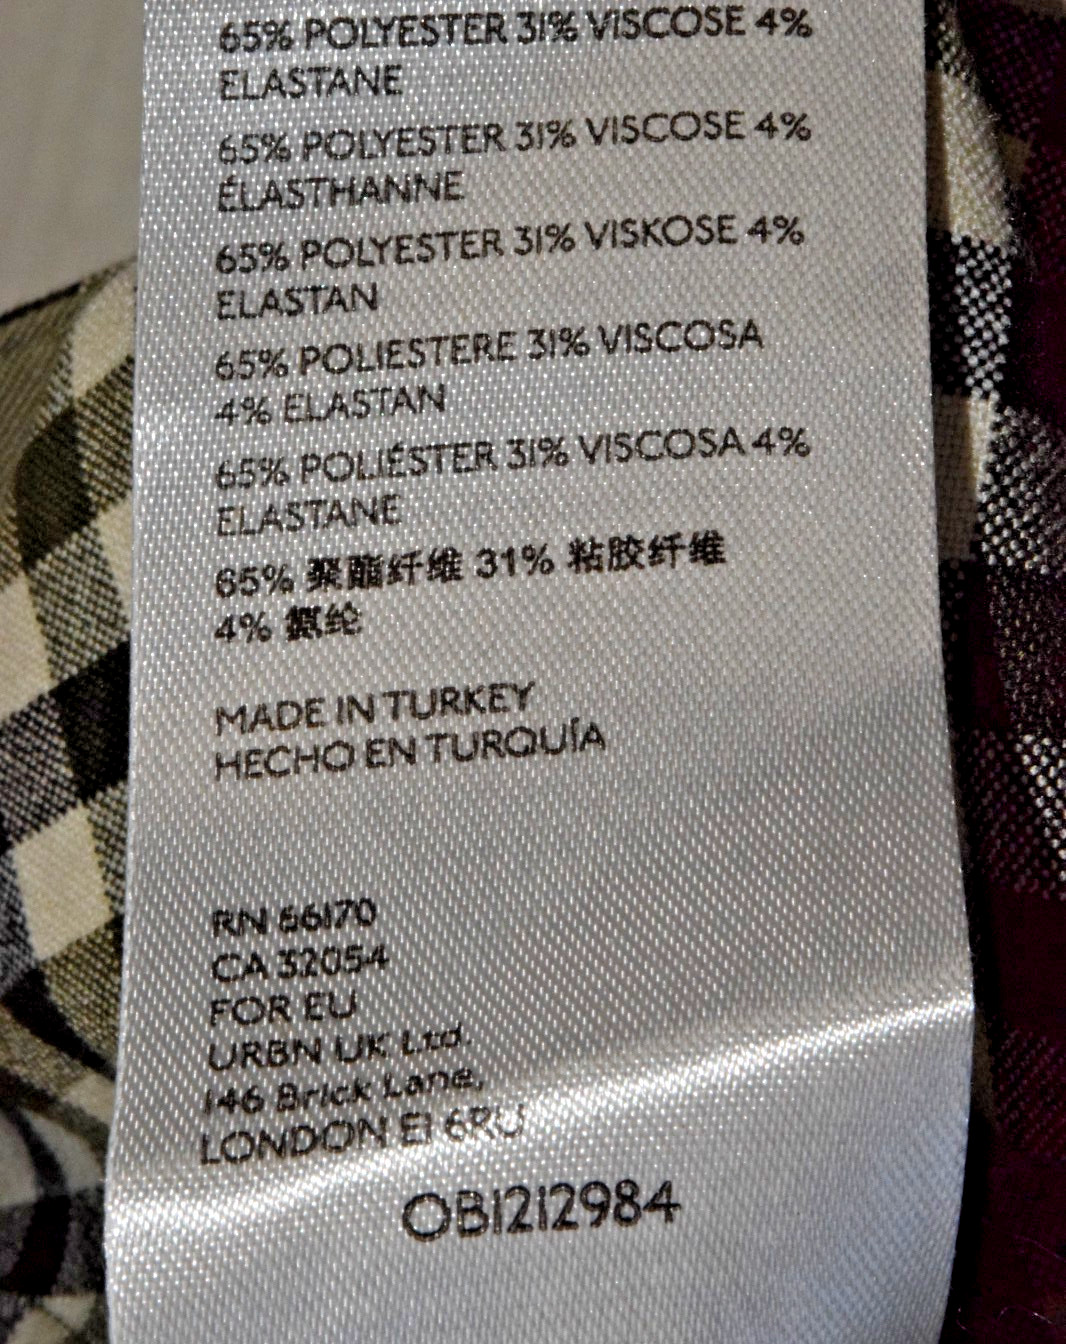 65% POLYESTER 31% VISCOSE 4%
ELASTANE
65% POLYESTER 31% VISCOSE 4%
ÉLASTHANNE
65% POLYESTER 31% VISKOSE 4%
ELASTAN
65% POLIESTERE 31% VISCOSA
4% ELASTAN
65% POLIÉSTER 31% VISCOSA 4%
ELASTANE
65% 聚酯纤维 31% 粘胶纤维
4% 氨纶
MADE IN TURKEY
HECHO EN TURQUÍA
RN 66170
CA 32054
FOR EU
URBN UK Ltd.
146 Brick Lane,
LONDON E1 6RU
OB1212984